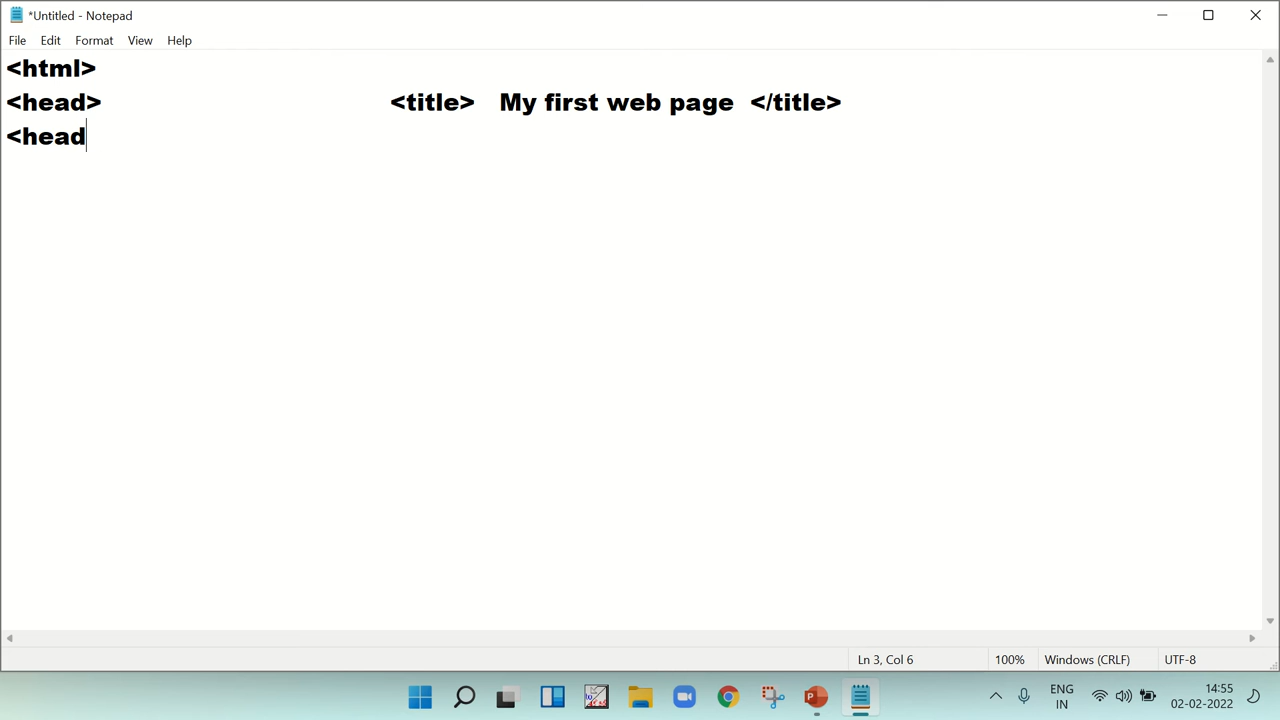 *Untitled - Notepad
File Edit Format View Help
<html>
<head> <title> My first web page </title>
<head
Ln 3, Col 6 100% Windows (CRLF) UTF-8
ENG 14:55
IN 02-02-2022